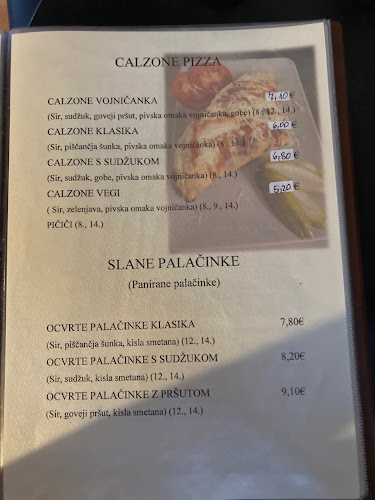 CALZONE PIZZA
CALZONE VOJNIČANKA 7,10€
(Sir, sudžuk, goveji pršut, pivska omaka vojničanka, gobe) (8., 12., 14.)
CALZONE KLASIKA 6,00€
(Sir, piščančja šunka, pivska omaka vojničanka) (8., 14.)
CALZONE S SUDŽUKOM 6,80€
(Sir, sudžuk, gobe, pivska omaka vojničanka) (8., 14.)
CALZONE VEGI 5,20€
( Sir, zelenjava, pivska omaka vojničanka) (8., 9., 14.)
PIČIČI (8., 14.)
SLANE PALAČINKE
(Panirane palačinke)
OCVRTE PALAČINKE KLASIKA 7,80€
(Sir, piščančja šunka, kisla smetana) (12., 14.)
OCVRTE PALAČINKE S SUDŽUKOM 8,20€
(Sir, sudžuk, kisla smetana) (12., 14.)
OCVRTE PALAČINKE Z PRŠUTOM 9,10€
(Sir, goveji pršut, kisla smetana) (12., 14.)